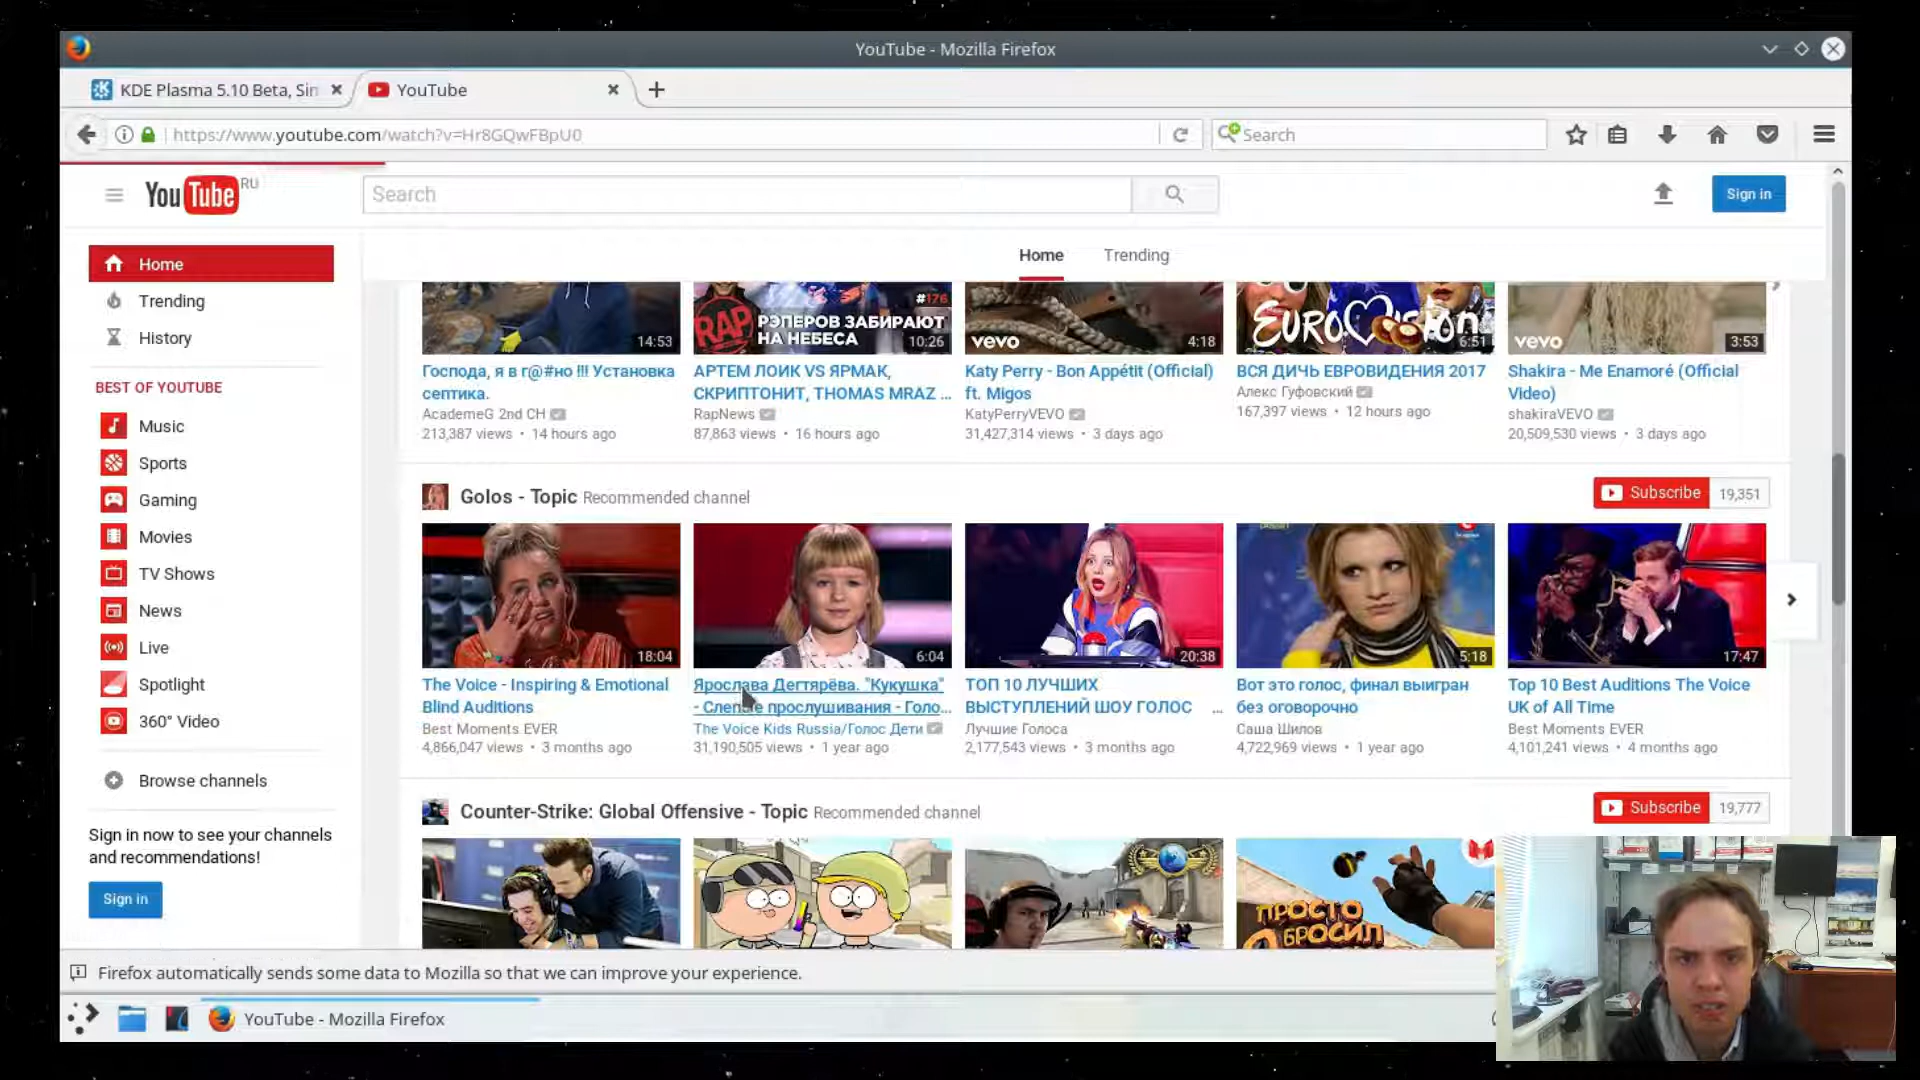 YouTube - Mozilla Firefox
KDE Plasma 5.10 Beta, Sin
YouTube
https://www.youtube.com/watch?v=Hr8GQwFBpU0
Search
YouTube RU
Search
Sign in
Home
Trending
Home
Trending
History
BEST OF YOUTUBE
Music
Sports
Gaming
Movies
TV Shows
News
Live
Spotlight
360° Video
Browse channels
Sign in now to see your channels
and recommendations!
Sign in
14:53
Господа, я в г@#но !!! Установка
септика.
AcademeG 2nd CH
213,387 views • 14 hours ago
#176
RAP
РЭПЕРОВ ЗАБИРАЮТ
НА НЕБЕСА
10:26
АРТЕМ ЛОИК VS ЯРМАК,
СКРИПТОНИТ, THOMAS MRAZ ...
RapNews
87,863 views • 16 hours ago
vevo
4:18
Katy Perry - Bon Appétit (Official)
ft. Migos
KatyPerryVEVO
31,427,314 views • 3 days ago
6:51
ВСЯ ДИЧЬ ЕВРОВИДЕНИЯ 2017
Алекс Гуфовский
167,397 views • 12 hours ago
vevo
3:53
Shakira - Me Enamoré (Official
Video)
shakiraVEVO
20,509,530 views • 3 days ago
Golos - Topic Recommended channel
Subscribe 19,351
18:04
The Voice - Inspiring & Emotional
Blind Auditions
Best Moments EVER
4,866,047 views • 3 months ago
6:04
Ярослава Дегтярёва. "Кукушка"
- Слепые прослушивания - Голо...
The Voice Kids Russia/Голос Дети
31,190,505 views • 1 year ago
20:38
ТОП 10 ЛУЧШИХ
ВЫСТУПЛЕНИЙ ШОУ ГОЛОС ...
Лучшие Голоса
2,177,543 views • 3 months ago
5:18
Вот это голос, финал выигран
без оговорочно
Саша Шилов
4,722,969 views • 1 year ago
17:47
Top 10 Best Auditions The Voice
UK of All Time
Best Moments EVER
4,101,241 views • 4 months ago
Counter-Strike: Global Offensive - Topic Recommended channel
Subscribe 19,777
ПРОСТО
БРОСИЛ
Firefox automatically sends some data to Mozilla so that we can improve your experience.
YouTube - Mozilla Firefox